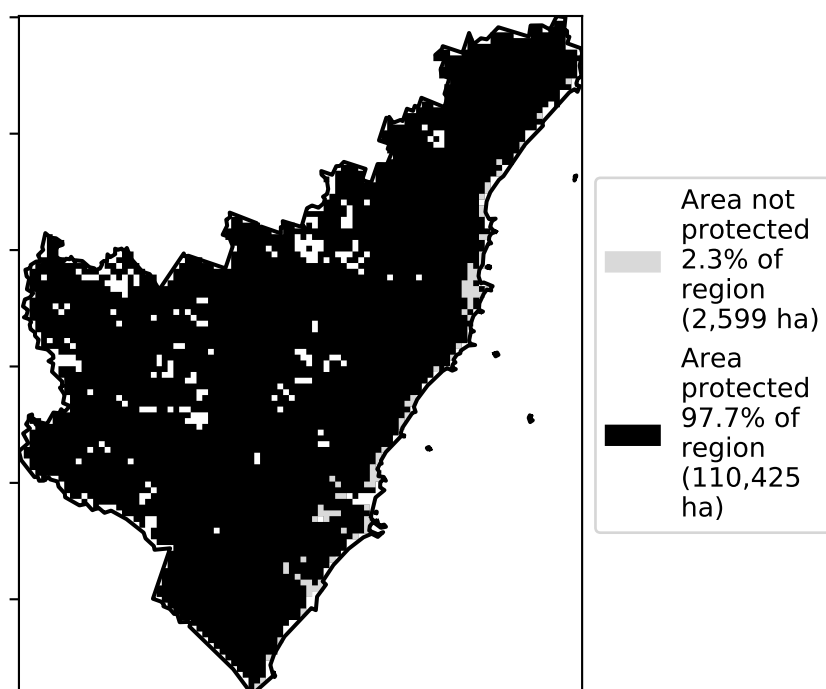 Area not
protected
2.3% of
region
(2,599 ha)
Area
protected
97.7% of
region
(110,425
ha)